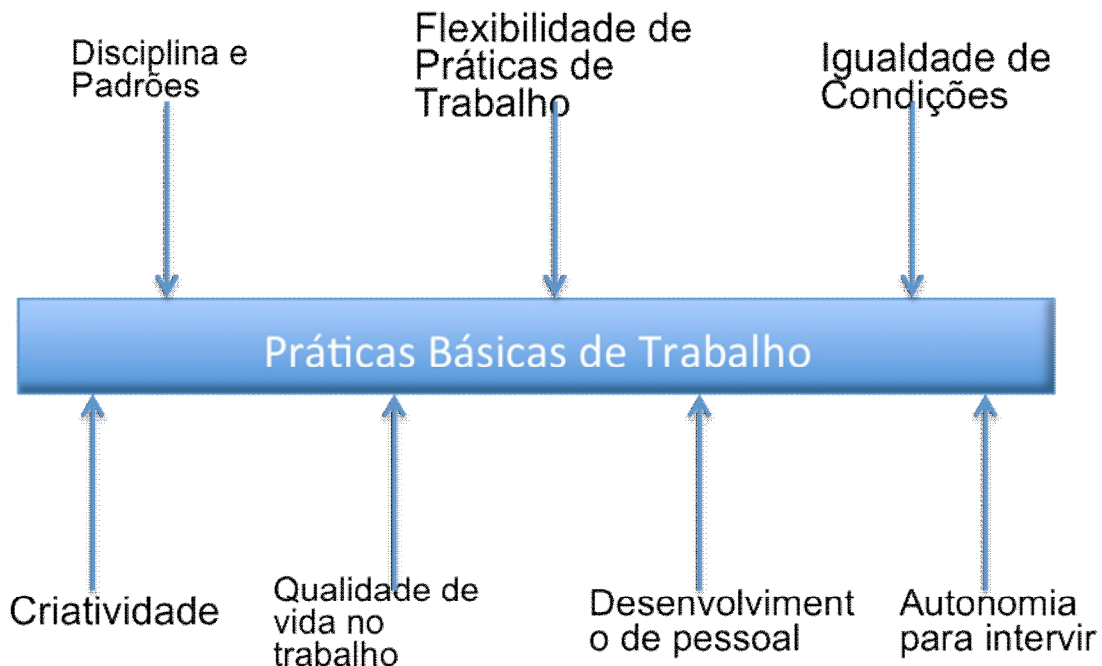 Disciplina e
Padrões
Flexibilidade de
Práticas de
Trabalho
Igualdade de
Condições
Práticas Básicas de Trabalho
Criatividade
Qualidade de
vida no
trabalho
Desenvolviment
o de pessoal
Autonomia
para intervir